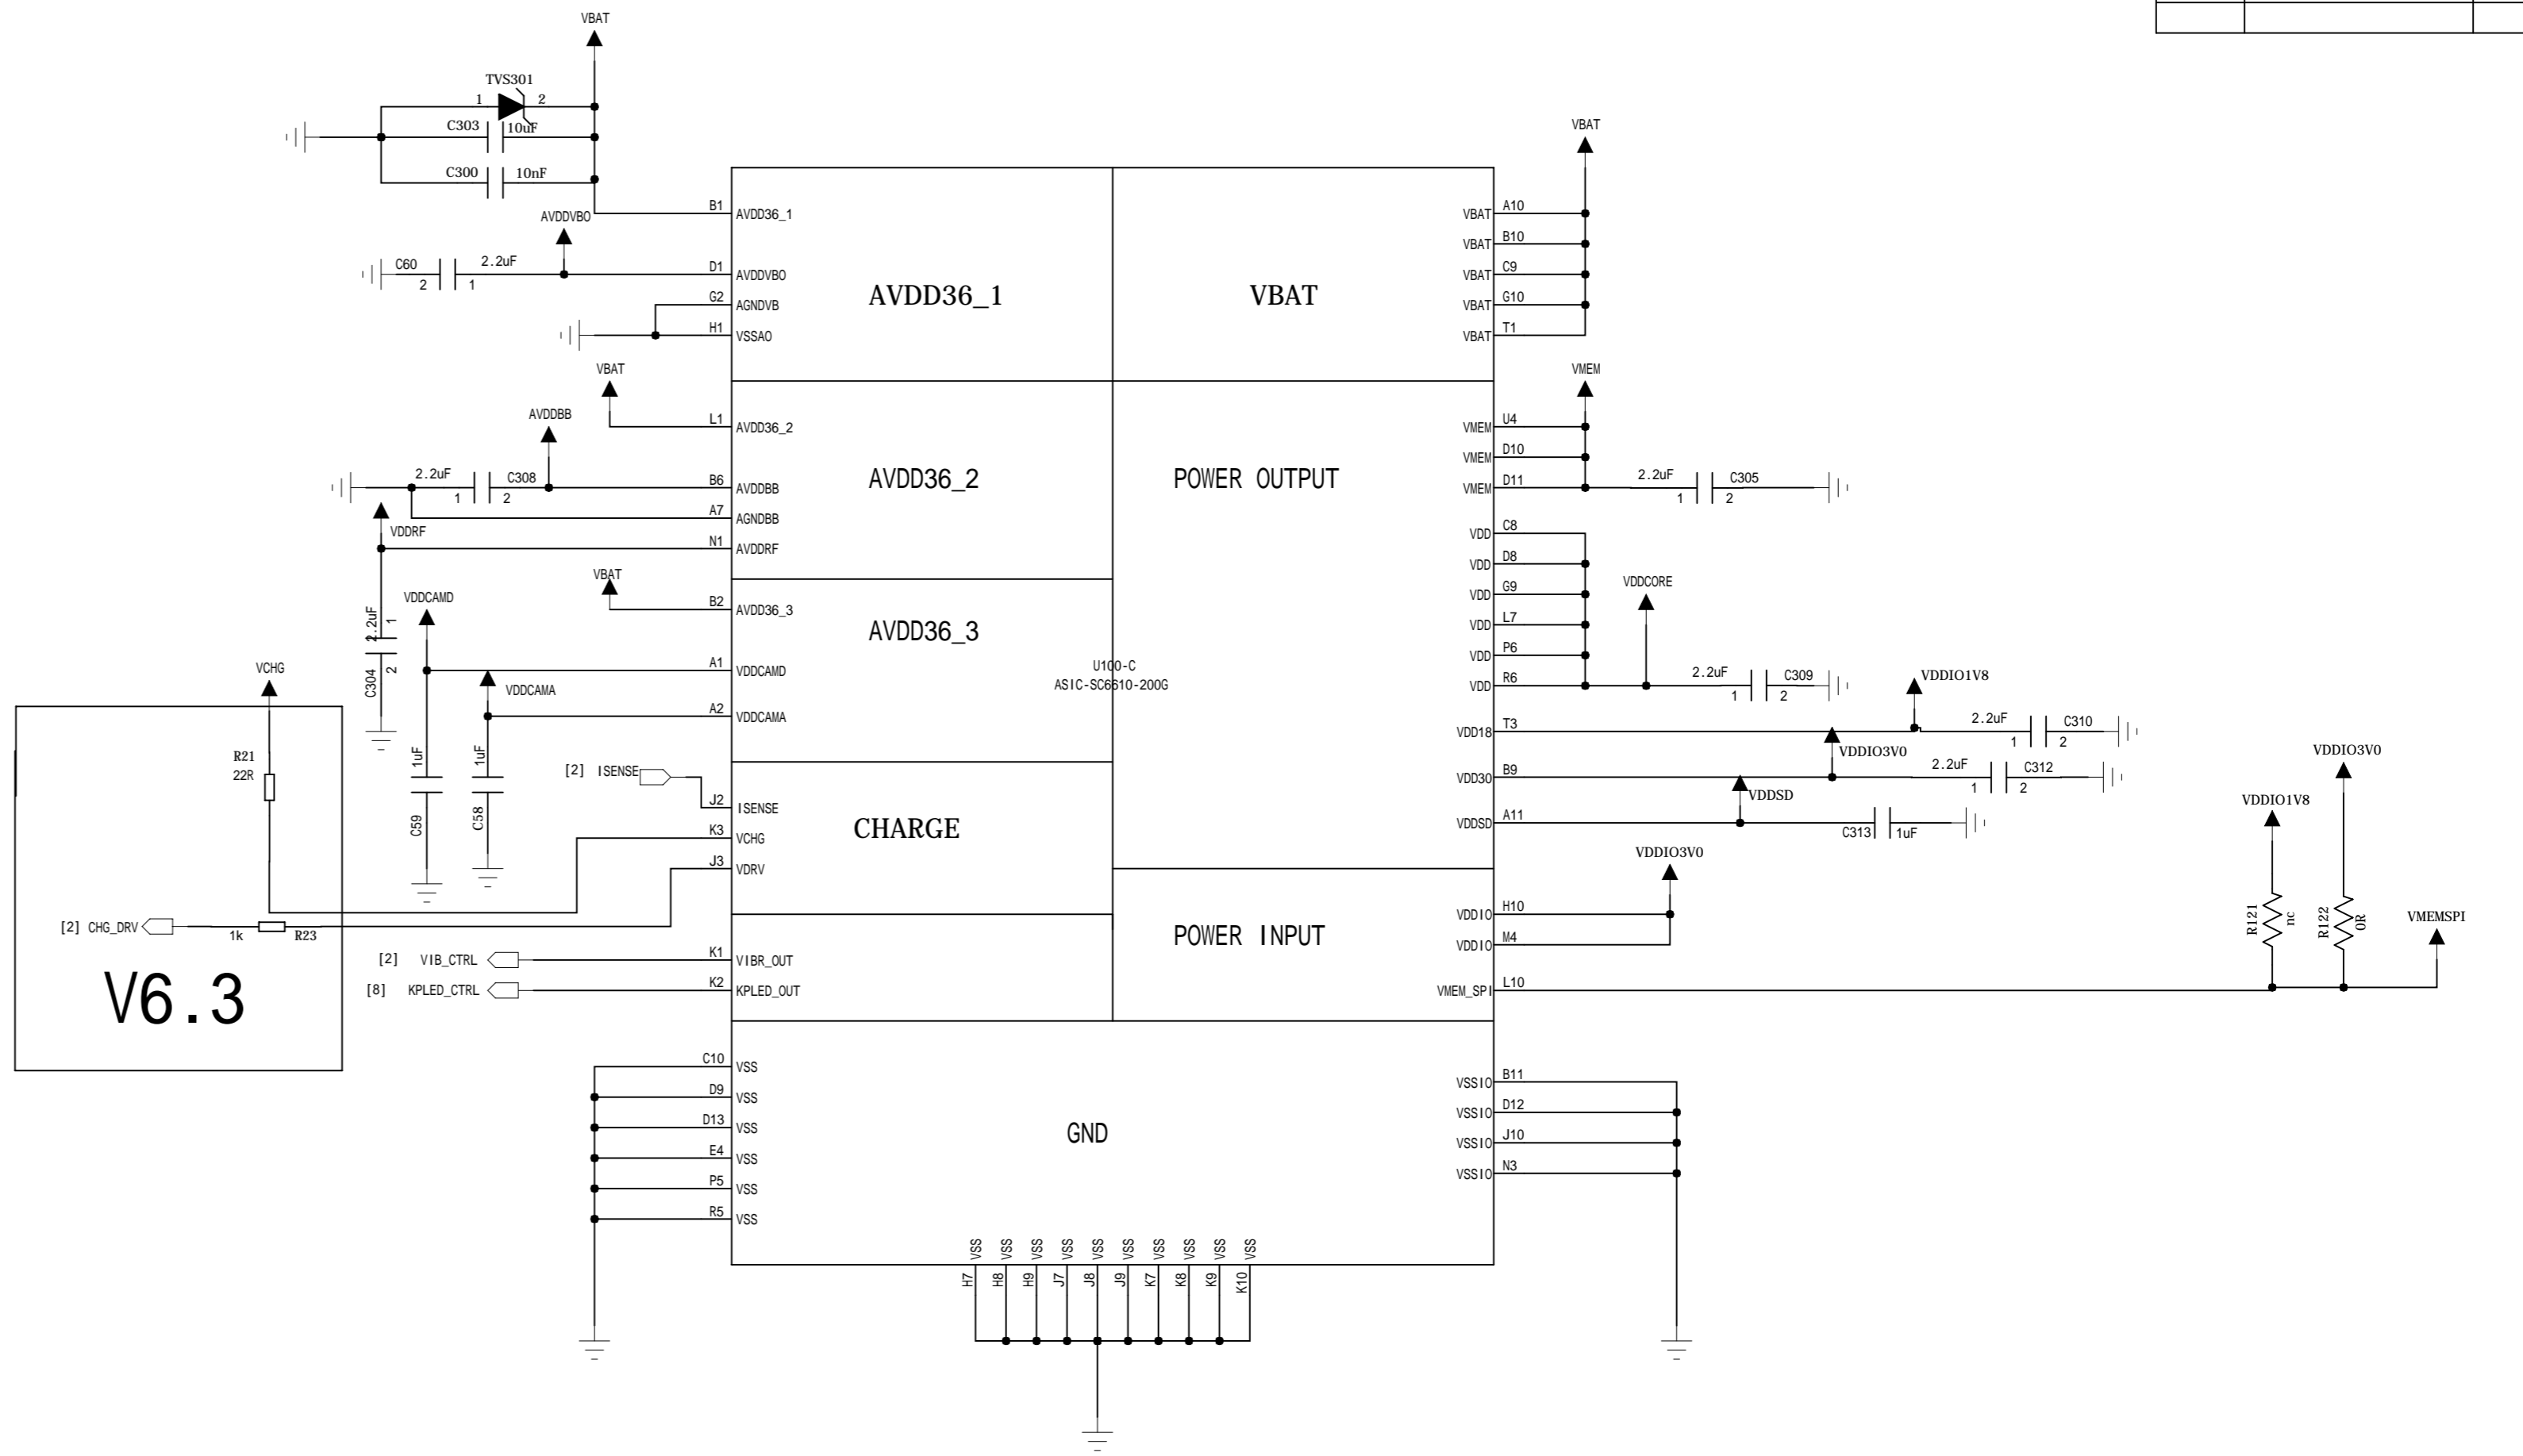 VBAT
TVS301
1 2
C303 10uF
C300 10nF
B1 AVDD36_1
AVDDVBO
C60 2.2uF
2 1
D1 AVDDVBO
G2 AGNDVB
H1 VSSAO
AVDD36_1
VBAT
L1 AVDD36_2
AVDDBB
2.2uF C308
1 2
B6 AVDDBB
A7 AGNDBB
VDDRF
N1 AVDDRF
AVDD36_2
2.2uF 1
C304 2
VBAT
B2 AVDD36_3
VDDCAMD
A1 VDDCAMD
VDDCAMA
A2 VDDCAMA
AVDD36_3
1uF
C59
1uF
C58
U100-C
ASIC-SC6610-200G
VCHG
R21
22R
[2] ISENSE
J2 ISENSE
K3 VCHG
J3 VDRV
CHARGE
[2] CHG_DRV
1k R23
V6.3
[2] VIB_CTRL
K1 VIBR_OUT
[8] KPLED_CTRL
K2 KPLED_OUT
VBAT
VBAT
VBAT A10
VBAT B10
VBAT C9
VBAT G10
VBAT T1
VMEM
POWER OUTPUT
VMEM U4
VMEM D10
VMEM D11
2.2uF C305
1 2
VDD C8
VDD D8
VDD G9
VDD L7
VDD P6
VDD R6
VDDCORE
2.2uF C309
1 2
VDDIO1V8
VDD18 T3
2.2uF C310
1 2
VDDIO3V0
VDD30 B9
2.2uF C312
1 2
VDDSD
VDDSD A11
C313 1uF
VDDIO3V0
POWER INPUT
VDDIO H10
VDDIO M4
VMEM_SPI L10
VDDIO1V8
R121
nc
VDDIO3V0
R122
0R
VMEMSPI
GND
C10 VSS
D9 VSS
D13 VSS
E4 VSS
P5 VSS
R5 VSS
VSSIO B11
VSSIO D12
VSSIO J10
VSSIO N3
VSS VSS VSS VSS VSS VSS VSS VSS VSS VSS
H7 H8 H9 J7 J8 J9 K7 K8 K9 K10